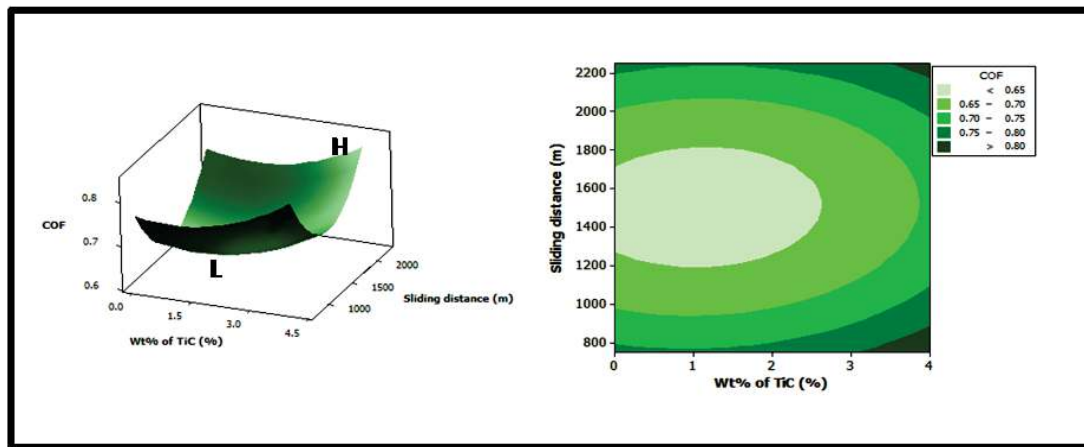 H
0.8
COF
0.7
L
2000
0.6
1500
Sliding distance (m)
0.0
1000
1.5
3.0
Wt% of TiC (%)
4.5
2200
2000
1800
1600
1400
1200
1000
800
Sliding distance (m)
0
1
2
3
4
Wt% of TiC (%)
COF
< 0.65
0.65 – 0.70
0.70 – 0.75
0.75 – 0.80
> 0.80